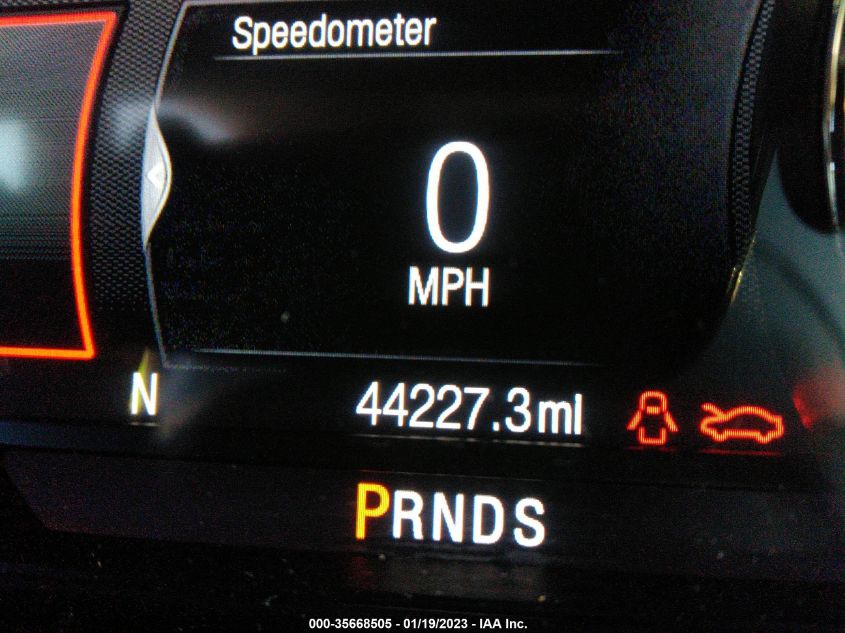 Speedometer
0
MPH
N 44227.3mi
PRNDS
000-35668505 - 01/19/2023 - IAA Inc.